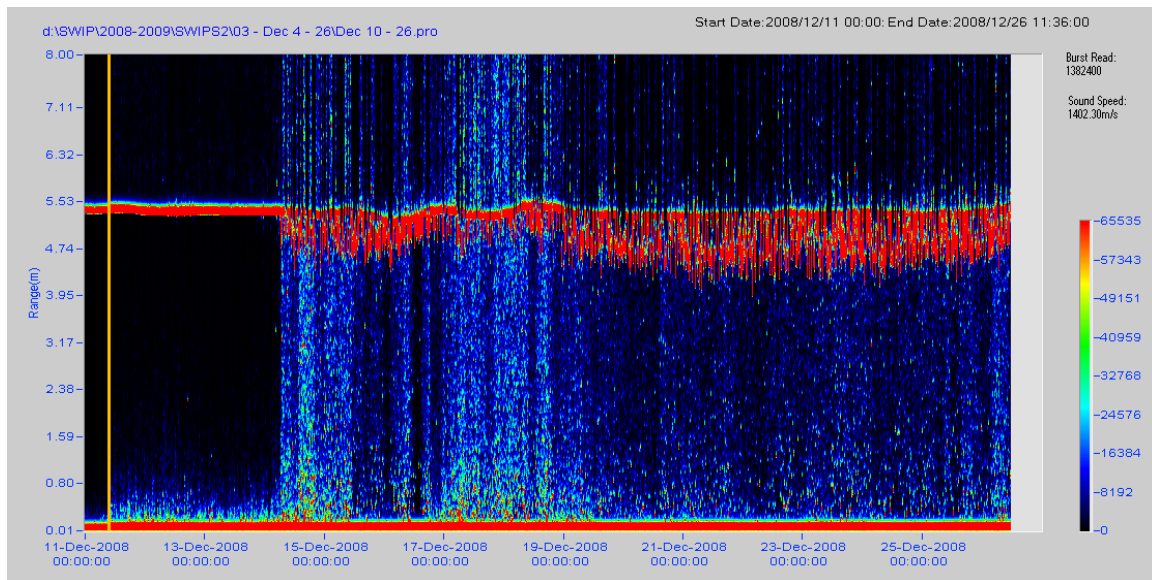 d:\SWIP\2008-2009\SWIPS2\03 - Dec 4 - 26\Dec 10 - 26.pro
Start Date:2008/12/11 00:00: End Date:2008/12/26 11:36:00
Burst Read:
1382400
Sound Speed:
1402.30m/s
Range(m)
8.00
7.11
6.32
5.53
4.74
3.95
3.17
2.38
1.59
0.80
0.01
65535
57343
49151
40959
32768
24576
16384
8192
0
11-Dec-2008 13-Dec-2008 15-Dec-2008 17-Dec-2008 19-Dec-2008 21-Dec-2008 23-Dec-2008 25-Dec-2008
00:00:00 00:00:00 00:00:00 00:00:00 00:00:00 00:00:00 00:00:00 00:00:00